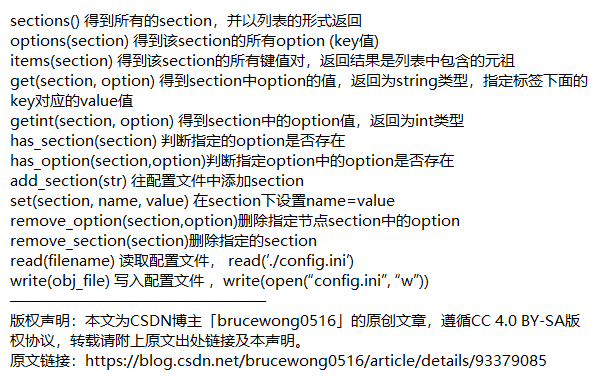 sections() 得到所有的section，并以列表的形式返回
options(section) 得到该section的所有option (key值)
items(section) 得到该section的所有键值对，返回结果是列表中包含的元祖
get(section, option) 得到section中option的值，返回为string类型，指定标签下面的
key对应的value值
getint(section, option) 得到section中的option值，返回为int类型
has_section(section) 判断指定的option是否存在
has_option(section,option)判断指定option中的option是否存在
add_section(str) 往配置文件中添加section
set(section, name, value) 在section下设置name=value
remove_option(section,option)删除指定节点section中的option
remove_section(section)删除指定的section
read(filename) 读取配置文件， read(‘./config.ini’)
write(obj_file) 写入配置文件 ，write(open(“config.ini”, “w”))
版权声明：本文为CSDN博主「brucewong0516」的原创文章，遵循CC 4.0 BY-SA版
权协议，转载请附上原文出处链接及本声明。
原文链接：https://blog.csdn.net/brucewong0516/article/details/93379085